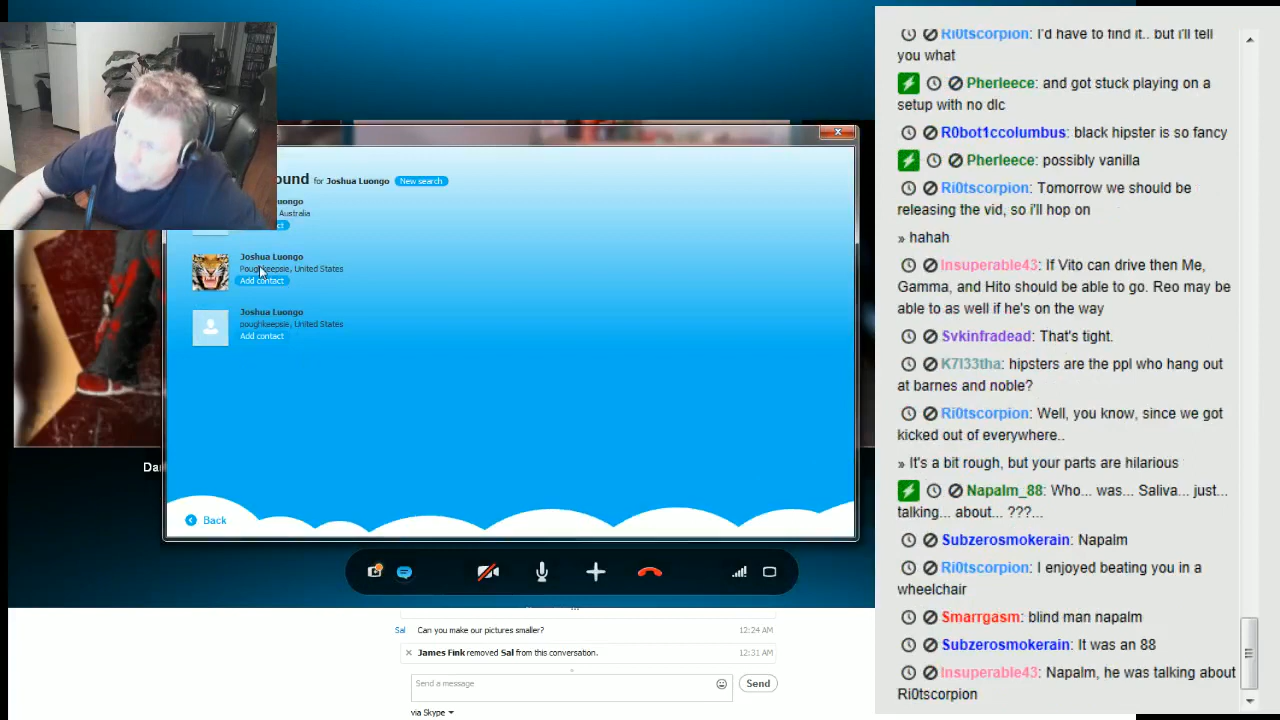 ound for Joshua Luongo New search
uongo
Australia
tact
Joshua Luongo
Poughkeepsie, United States
Add contact
Joshua Luongo
poughkeepsie, United States
Add contact
Back
Da
Sal Can you make our pictures smaller? 12:24 AM
James Fink removed Sal from this conversation. 12:31 AM
Send a message
Send
via Skype
Ri0tscorpion: I'd have to find it.. but i'll tell
you what
Pherleece: and got stuck playing on a
setup with no dlc
R0bot1ccolumbus: black hipster is so fancy
Pherleece: possibly vanilla
Ri0tscorpion: Tomorrow we should be
releasing the vid, so i'll hop on
» hahah
Insuperable43: If Vito can drive then Me,
Gamma, and Hito should be able to go. Reo may be
able to as well if he's on the way
Svkinfradead: That's tight.
K7l33tha: hipsters are the ppl who hang out
at barnes and noble?
Ri0tscorpion: Well, you know, since we got
kicked out of everywhere..
» It's a bit rough, but your parts are hilarious
Napalm_88: Who... was... Saliva... just...
talking... about... ???...
Subzerosmokerain: Napalm
Ri0tscorpion: I enjoyed beating you in a
wheelchair
Smarrgasm: blind man napalm
Subzerosmokerain: It was an 88
Insuperable43: Napalm, he was talking about
Ri0tscorpion